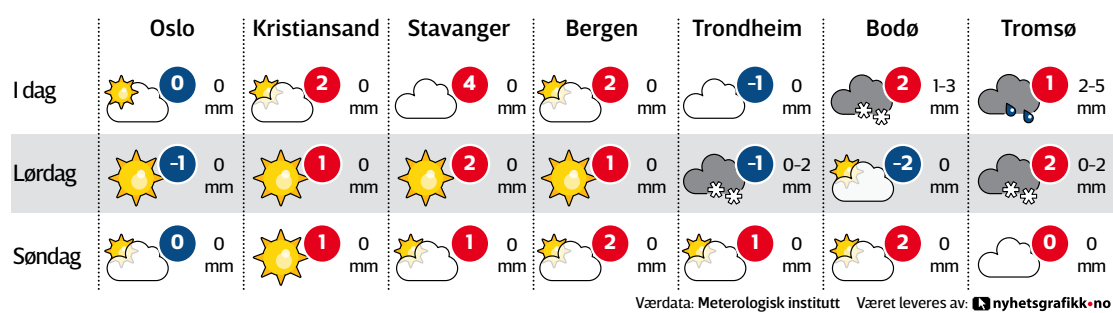 Oslo Kristiansand Stavanger Bergen Trondheim Bodø Tromsø
I dag 0 0 mm 2 0 mm 4 0 mm 2 0 mm -1 0 mm 2 1-3 mm 1 2-5 mm
Lørdag -1 0 mm 1 0 mm 2 0 mm 1 0 mm -1 0-2 mm -2 0 mm 2 0-2 mm
Søndag 0 0 mm 1 0 mm 1 0 mm 2 0 mm 1 0 mm 2 0 mm 0 0 mm
Værdata: Meterologisk institutt Været leveres av: nyhetsgrafikk•no